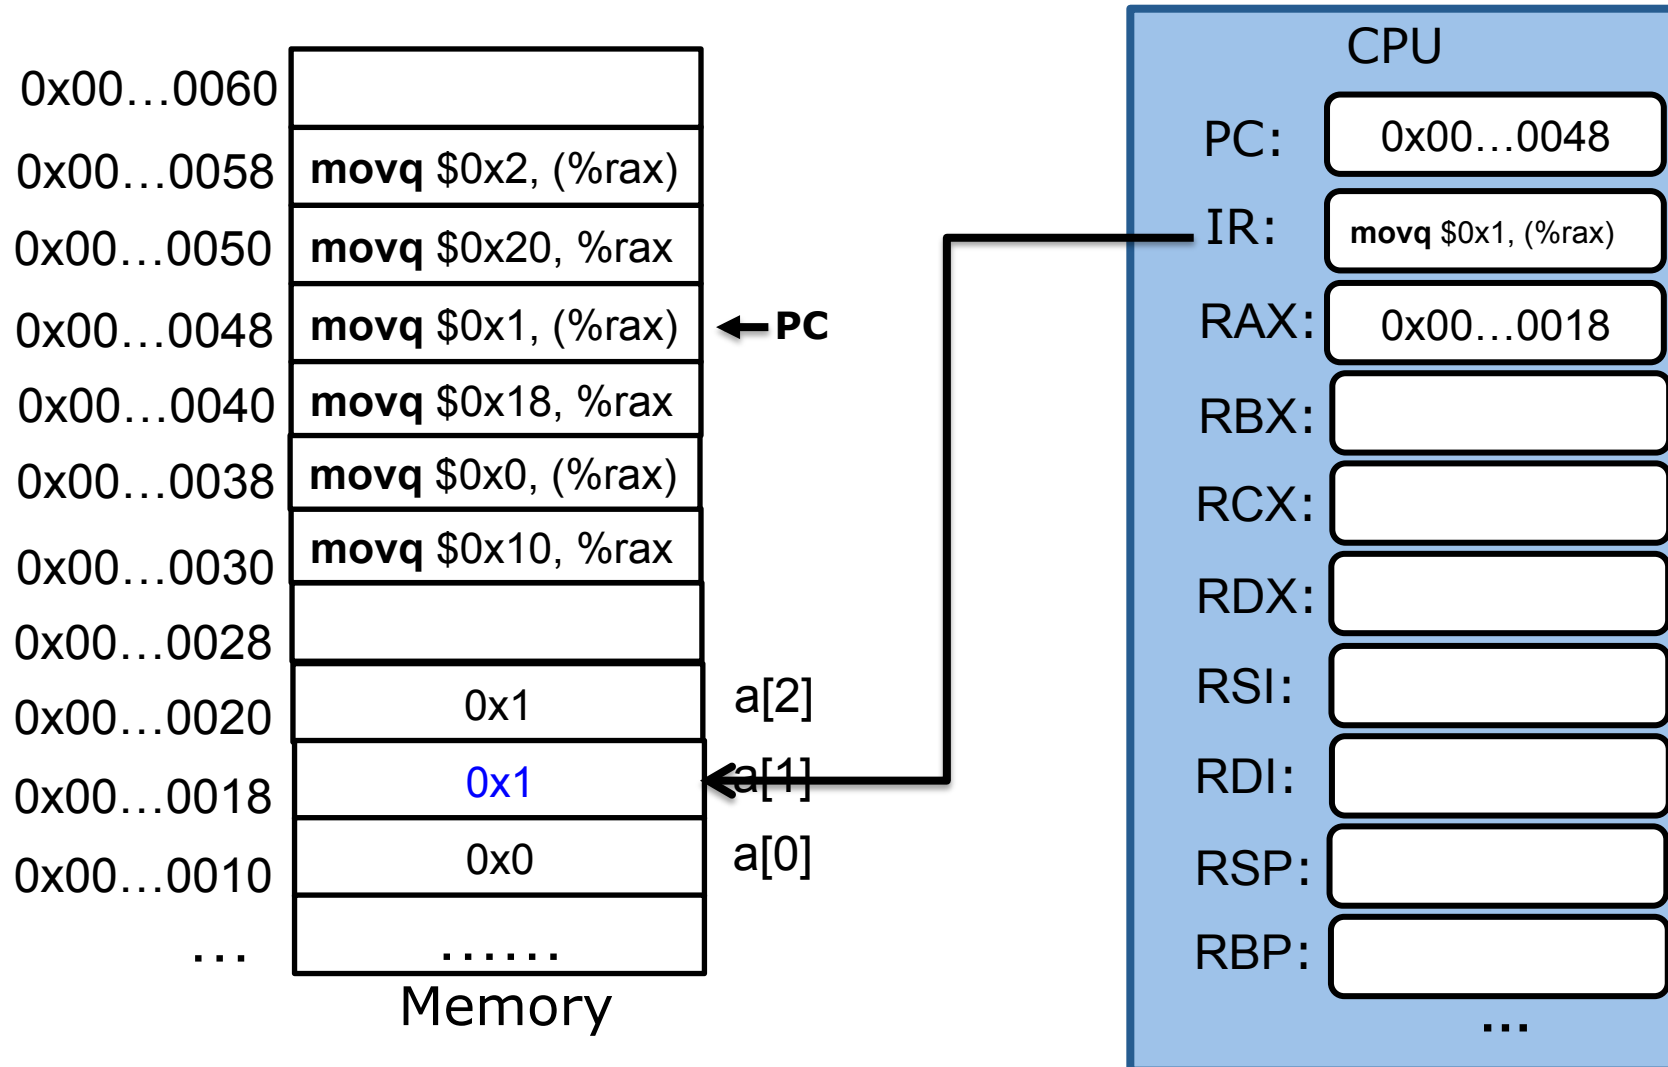 0x00…0060
0x00…0058 movq $0x2, (%rax)
0x00…0050 movq $0x20, %rax
0x00…0048 movq $0x1, (%rax) PC
0x00…0040 movq $0x18, %rax
0x00…0038 movq $0x0, (%rax)
0x00…0030 movq $0x10, %rax
0x00…0028
0x00…0020 0x1 a[2]
0x00…0018 0x1 a[1]
0x00…0010 0x0 a[0]
… ……
Memory
CPU
PC: 0x00…0048
IR: movq $0x1, (%rax)
RAX: 0x00…0018
RBX:
RCX:
RDX:
RSI:
RDI:
RSP:
RBP:
…